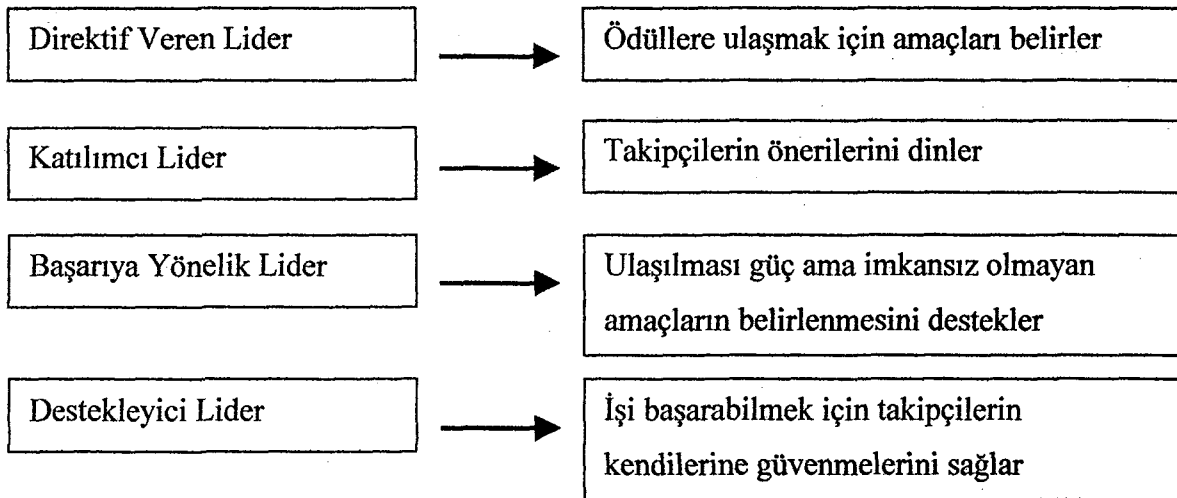 Direktif Veren Lider
Ödüllere ulaşmak için amaçları belirler
Katılımcı Lider
Takipçilerin önerilerini dinler
Başarıya Yönelik Lider
Ulaşılması güç ama imkansız olmayan
amaçların belirlenmesini destekler
Destekleyici Lider
İşi başarabilmek için takipçilerin
kendilerine güvenmelerini sağlar